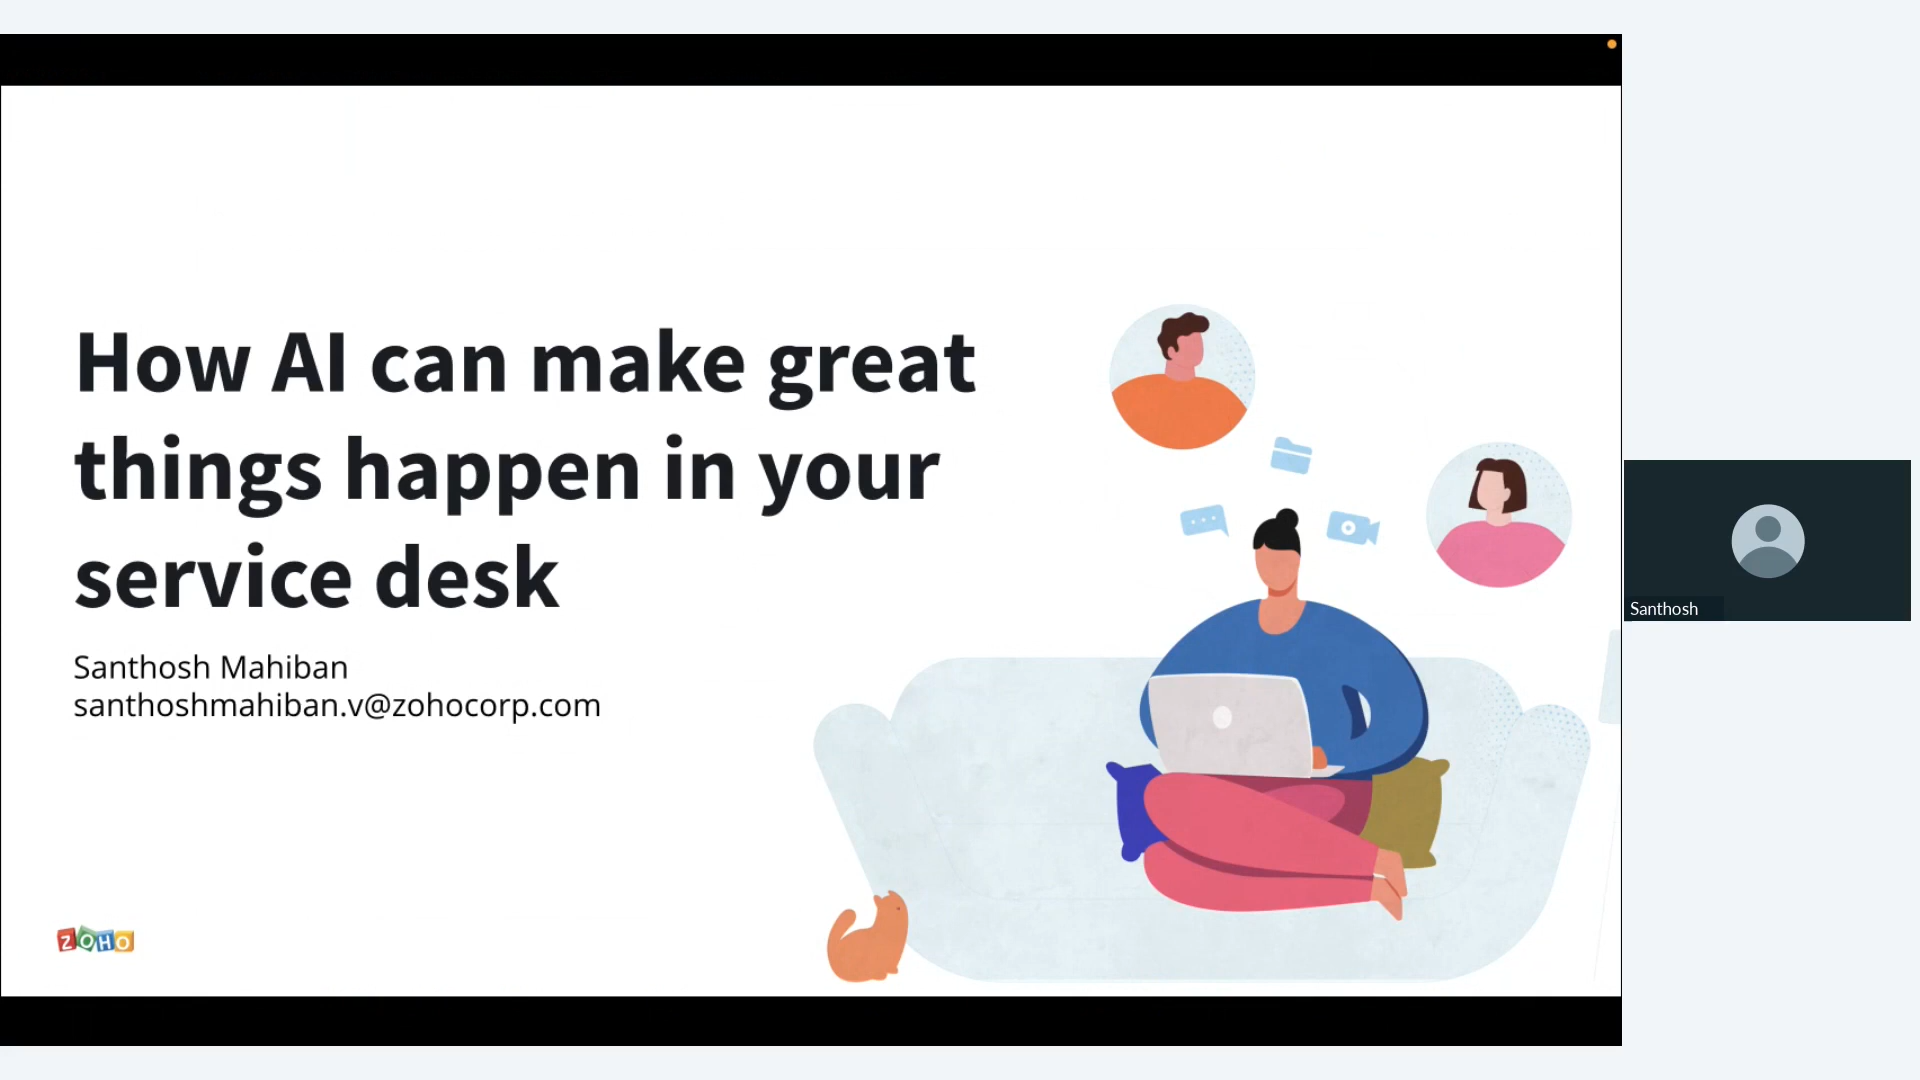 How AI can make great
things happen in your
service desk
Santhosh Mahiban
santhoshmahiban.v@zohocorp.com
ZOHO
Santhosh